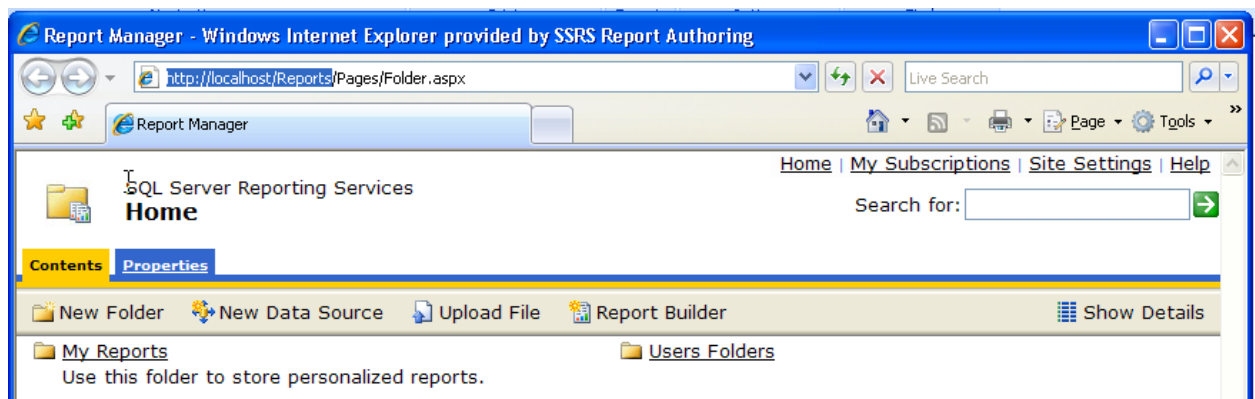 Report Manager - Windows Internet Explorer provided by SSRS Report Authoring
http://localhost/Reports/Pages/Folder.aspx
Live Search
Report Manager
Page
Tools
»
Home | My Subscriptions | Site Settings | Help
SQL Server Reporting Services
Home
Search for:
Contents
Properties
New Folder
New Data Source
Upload File
Report Builder
Show Details
My Reports
Users Folders
Use this folder to store personalized reports.